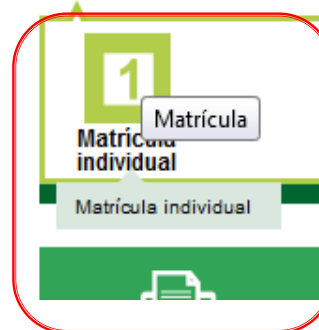 1
Matrícula
Matrícula
individual
Matrícula individual